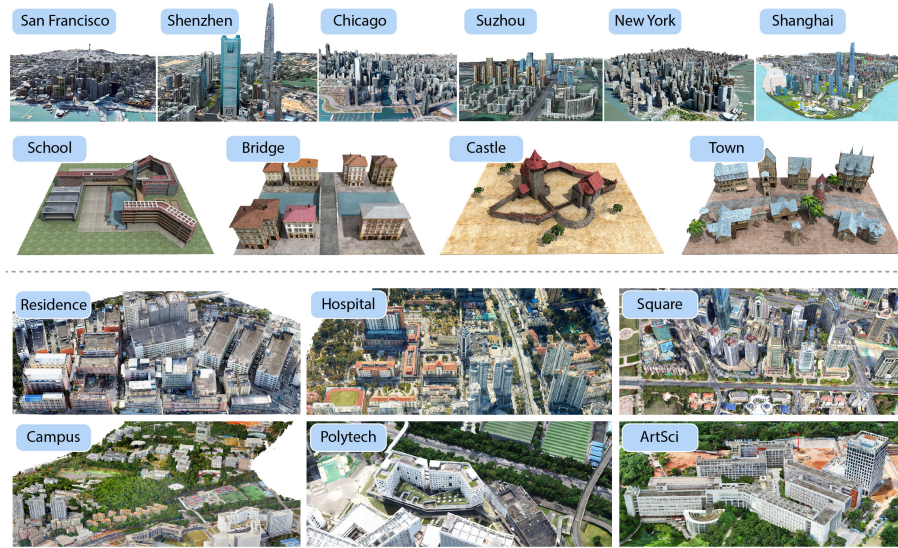 San Francisco
Shenzhen
Chicago
Suzhou
New York
Shanghai
School
Bridge
Castle
Town
Residence
Hospital
Square
Campus
Polytech
ArtSci